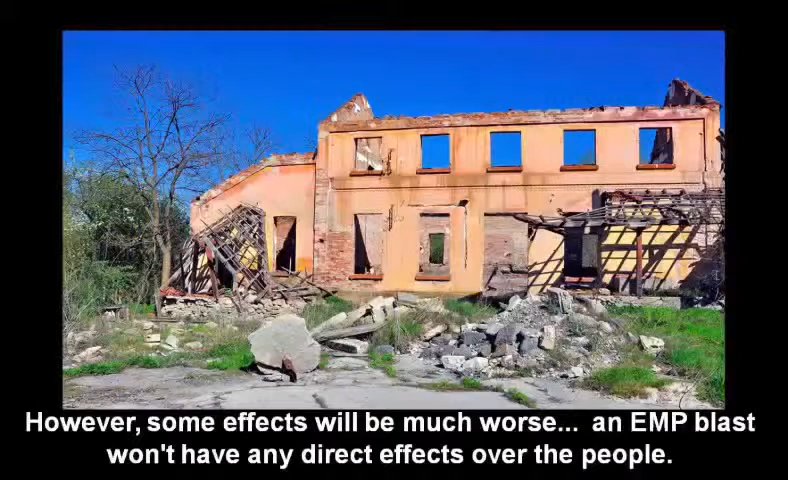 However, some effects will be much worse...  an EMP blast
won't have any direct effects over the people.